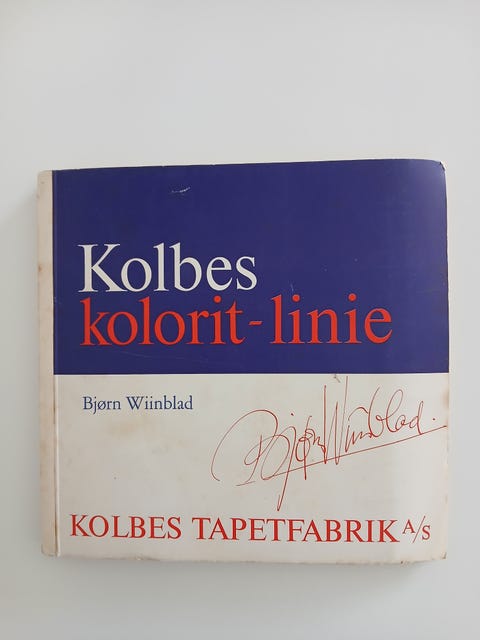 Kolbes
kolorit-linie
Bjørn Wiinblad
Bjørn Wiinblad.
KOLBES TAPETFABRIK A/S